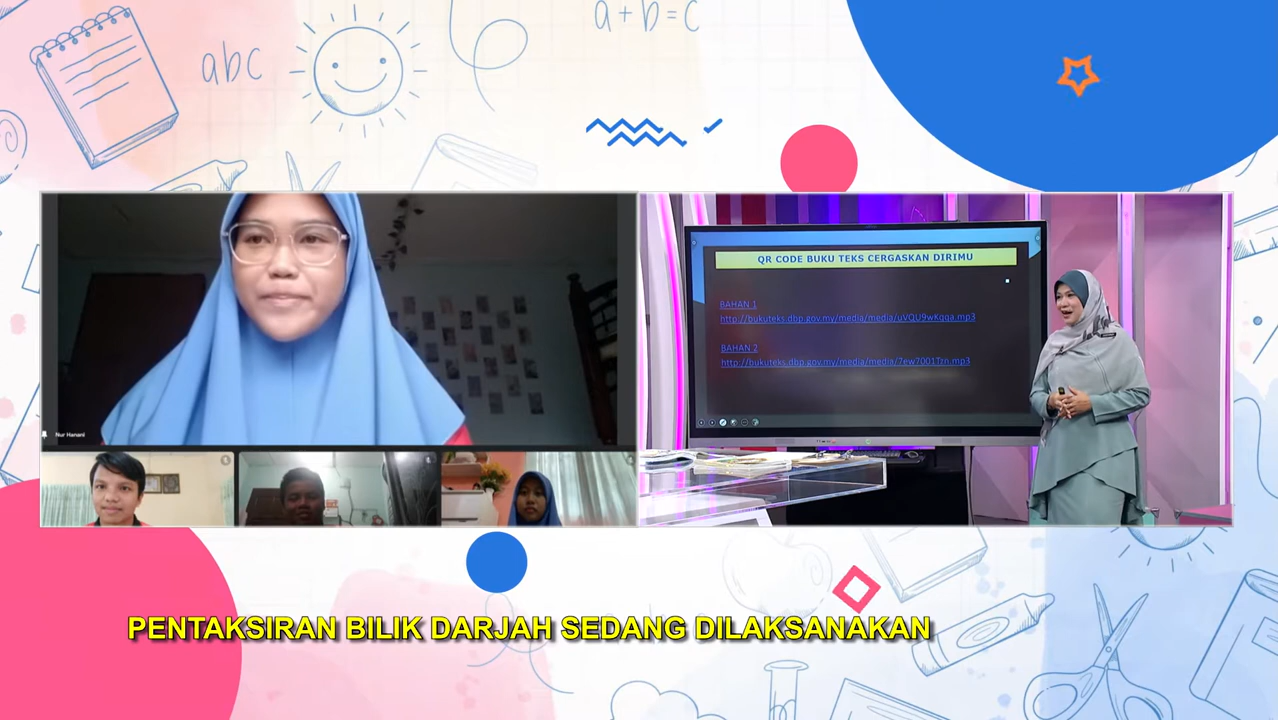 a+b=c
abc
QR CODE BUKU TEKS CERGASKAN DIRIMU
BAHAN 1
http://bukuteks.dbp.gov.my/media/media/uVQU9wKqga.mp3
BAHAN 2
http://bukuteks.dbp.gov.my/media/media/7ew7001Tzn.mp3
Nur Hanani
PENTAKSIRAN BILIK DARJAH SEDANG DILAKSANAKAN